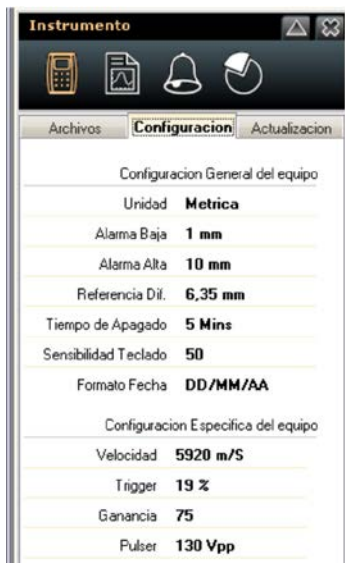 Instrumento
Archivos Configuracion Actualizacion
Configuracion General del equipo
Unidad Metrica
Alarma Baja 1 mm
Alarma Alta 10 mm
Referencia Dif. 6,35 mm
Tiempo de Apagado 5 Mins
Sensibilidad Teclado 50
Formato Fecha DD/MM/AA
Configuracion Especifica del equipo
Velocidad 5920 m/S
Trigger 19 %
Ganancia 75
Pulser 130 Vpp